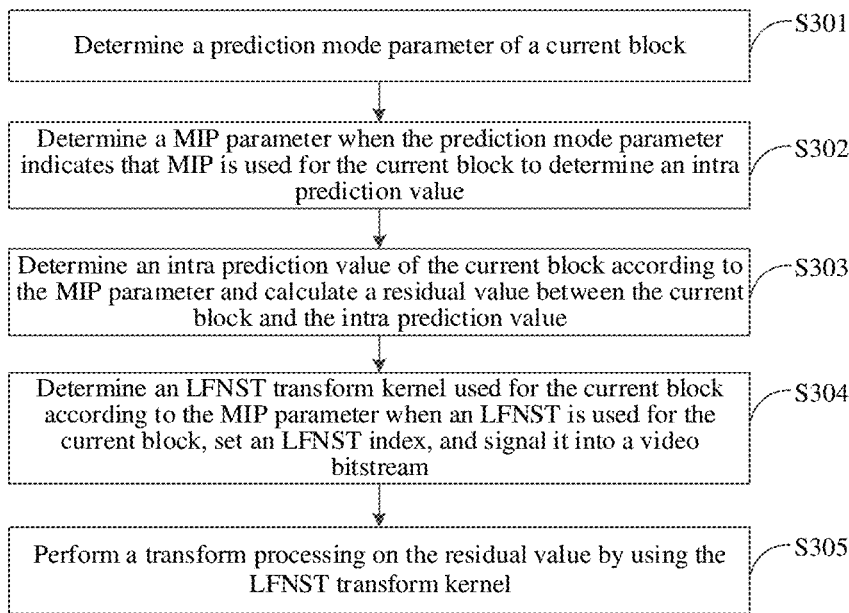 Determine a prediction mode parameter of a current block
S301
Determine a MIP parameter when the prediction mode parameter
indicates that MIP is used for the current block to determine an intra
prediction value
S302
Determine an intra prediction value of the current block according to
the MIP parameter and calculate a residual value between the current
block and the intra prediction value
S303
Determine an LFNST transform kernel used for the current block
according to the MIP parameter when an LFNST is used for the
current block, set an LFNST index, and signal it into a video
bitstream
S304
Perform a transform processing on the residual value by using the
LFNST transform kernel
S305